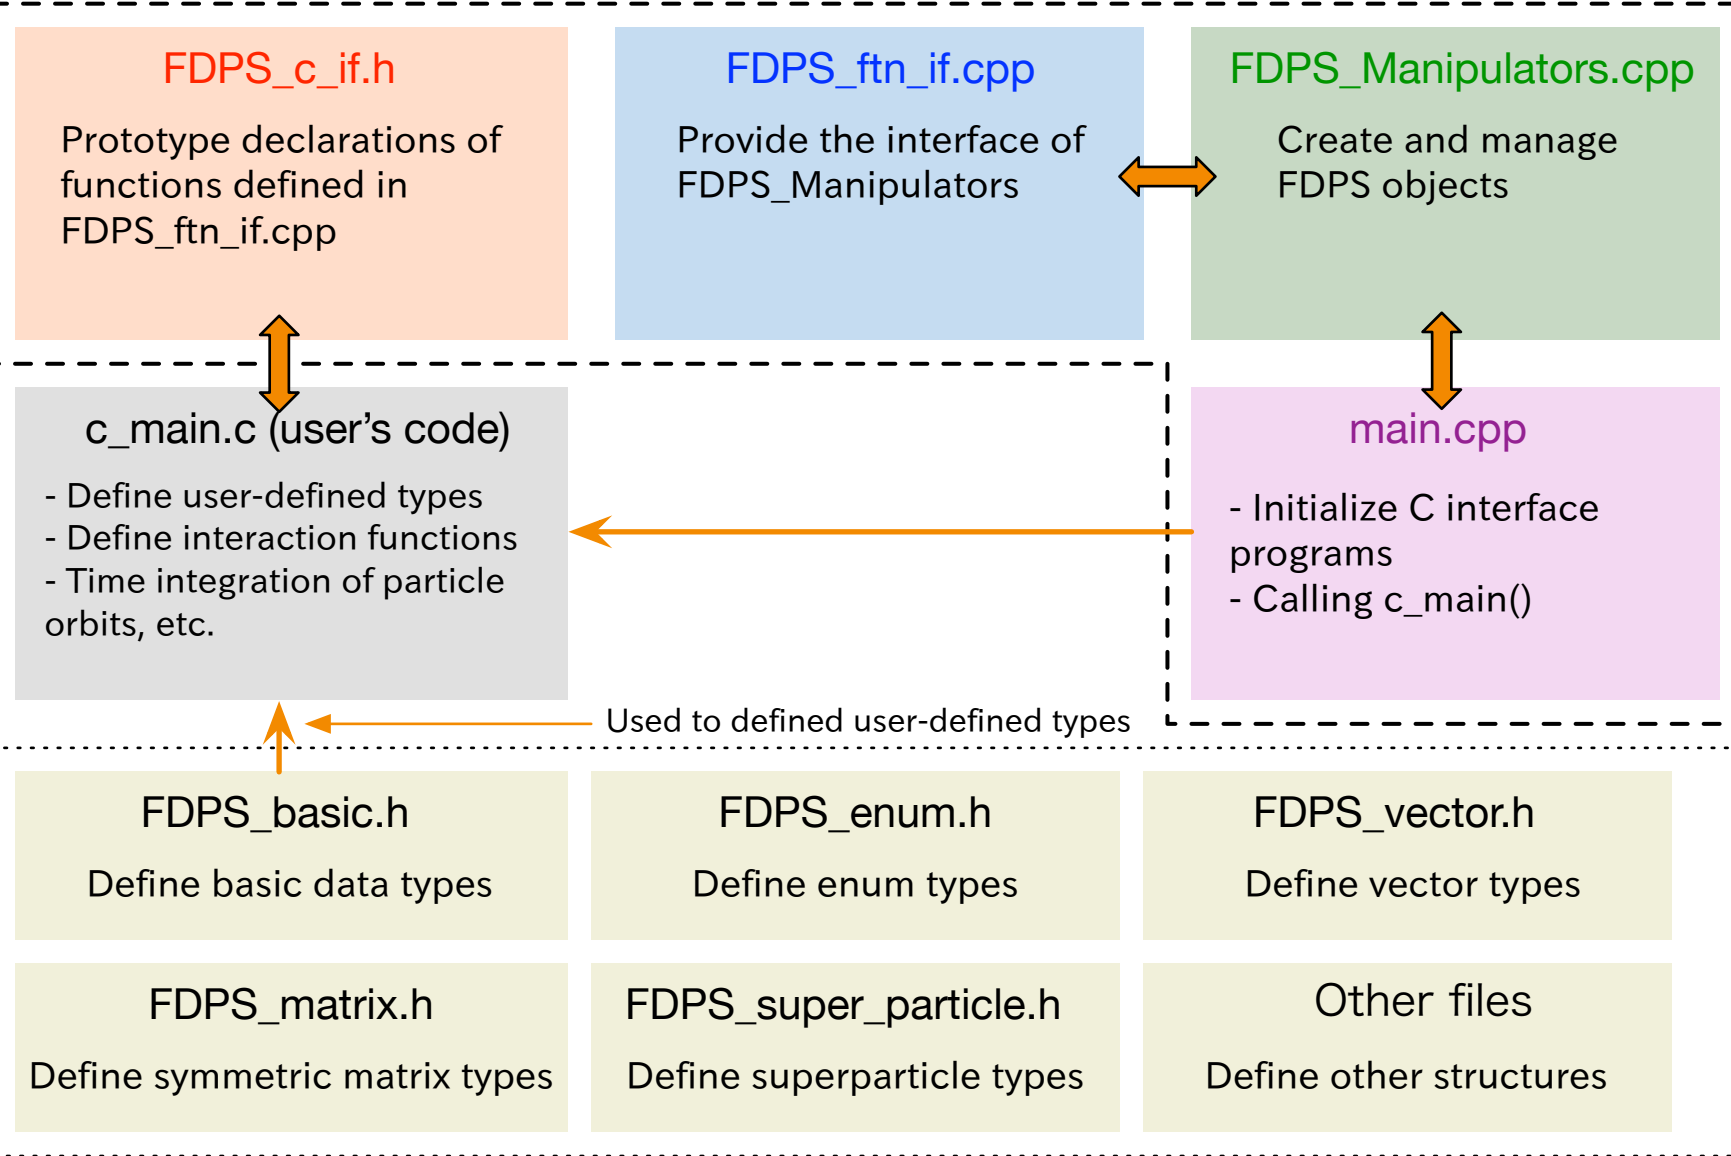 FDPS_c_if.h
Prototype declarations of
functions defined in
FDPS_ftn_if.cpp
FDPS_ftn_if.cpp
Provide the interface of
FDPS_Manipulators
FDPS_Manipulators.cpp
Create and manage
FDPS objects
c_main.c (user’s code)
- Define user-defined types
- Define interaction functions
- Time integration of particle
orbits, etc.
main.cpp
- Initialize C interface
programs
- Calling c_main()
Used to defined user-defined types
FDPS_basic.h
Define basic data types
FDPS_enum.h
Define enum types
FDPS_vector.h
Define vector types
FDPS_matrix.h
Define symmetric matrix types
FDPS_super_particle.h
Define superparticle types
Other files
Define other structures